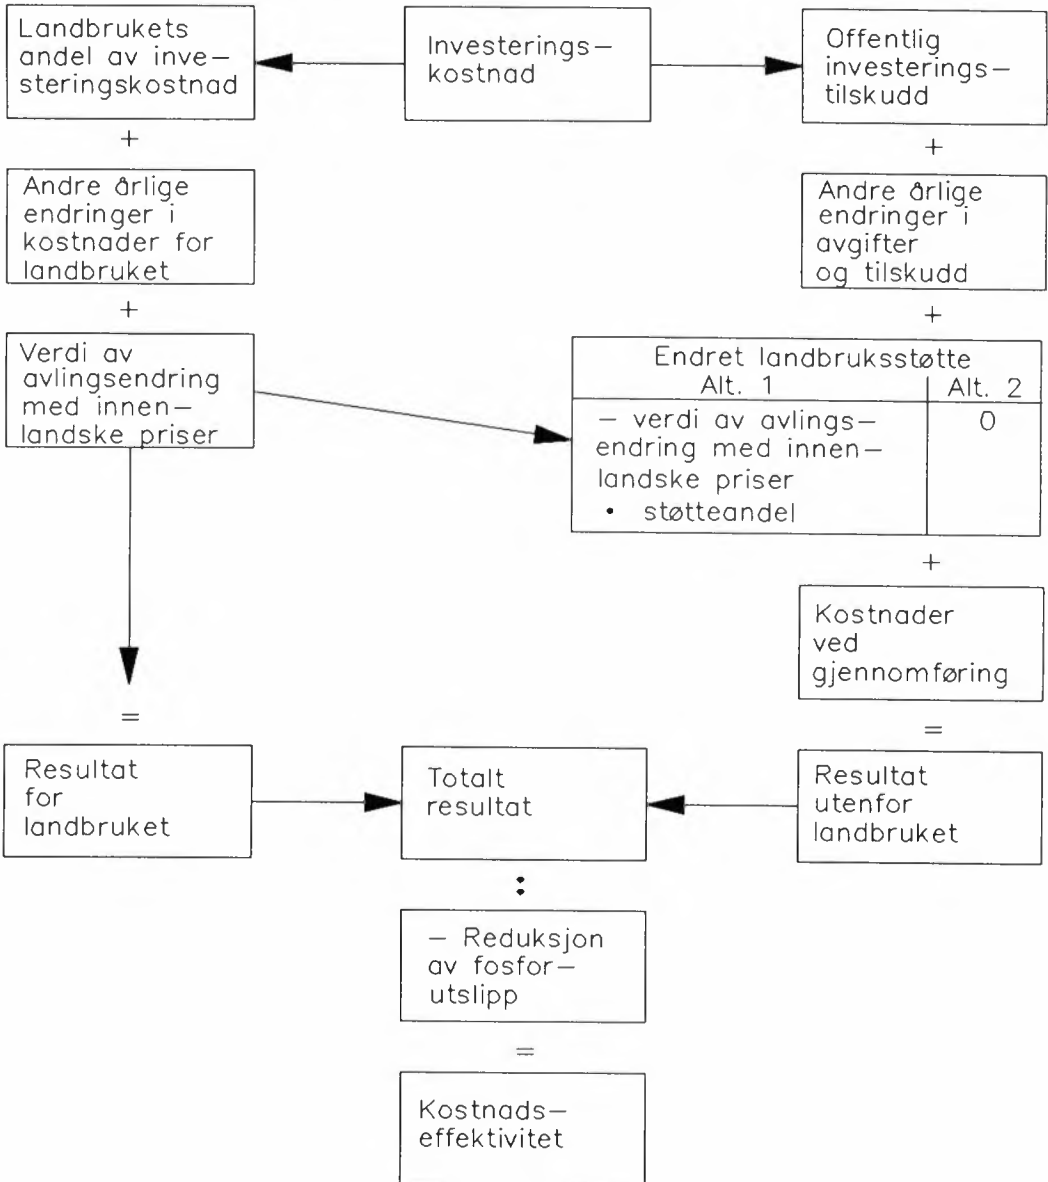 Landbrukets
andel av inve–
steringskostnad
Investerings–
kostnad
Offentlig
investerings–
tilskudd
+
+
Andre årlige
endringer i
kostnader for
landbruket
Andre årlige
endringer i
avgifter
og tilskudd
+
+
Verdi av
avlingsendring
med innen–
landske priser
Endret landbruksstøtte
Alt. 1
Alt. 2
– verdi av avlings–
endring med innen–
landske priser
• støtteandel
0
+
Kostnader
ved
gjennomføring
=
=
Resultat
for
landbruket
Totalt
resultat
Resultat
utenfor
landbruket
:
– Reduksjon
av fosfor–
utslipp
=
Kostnads–
effektivitet